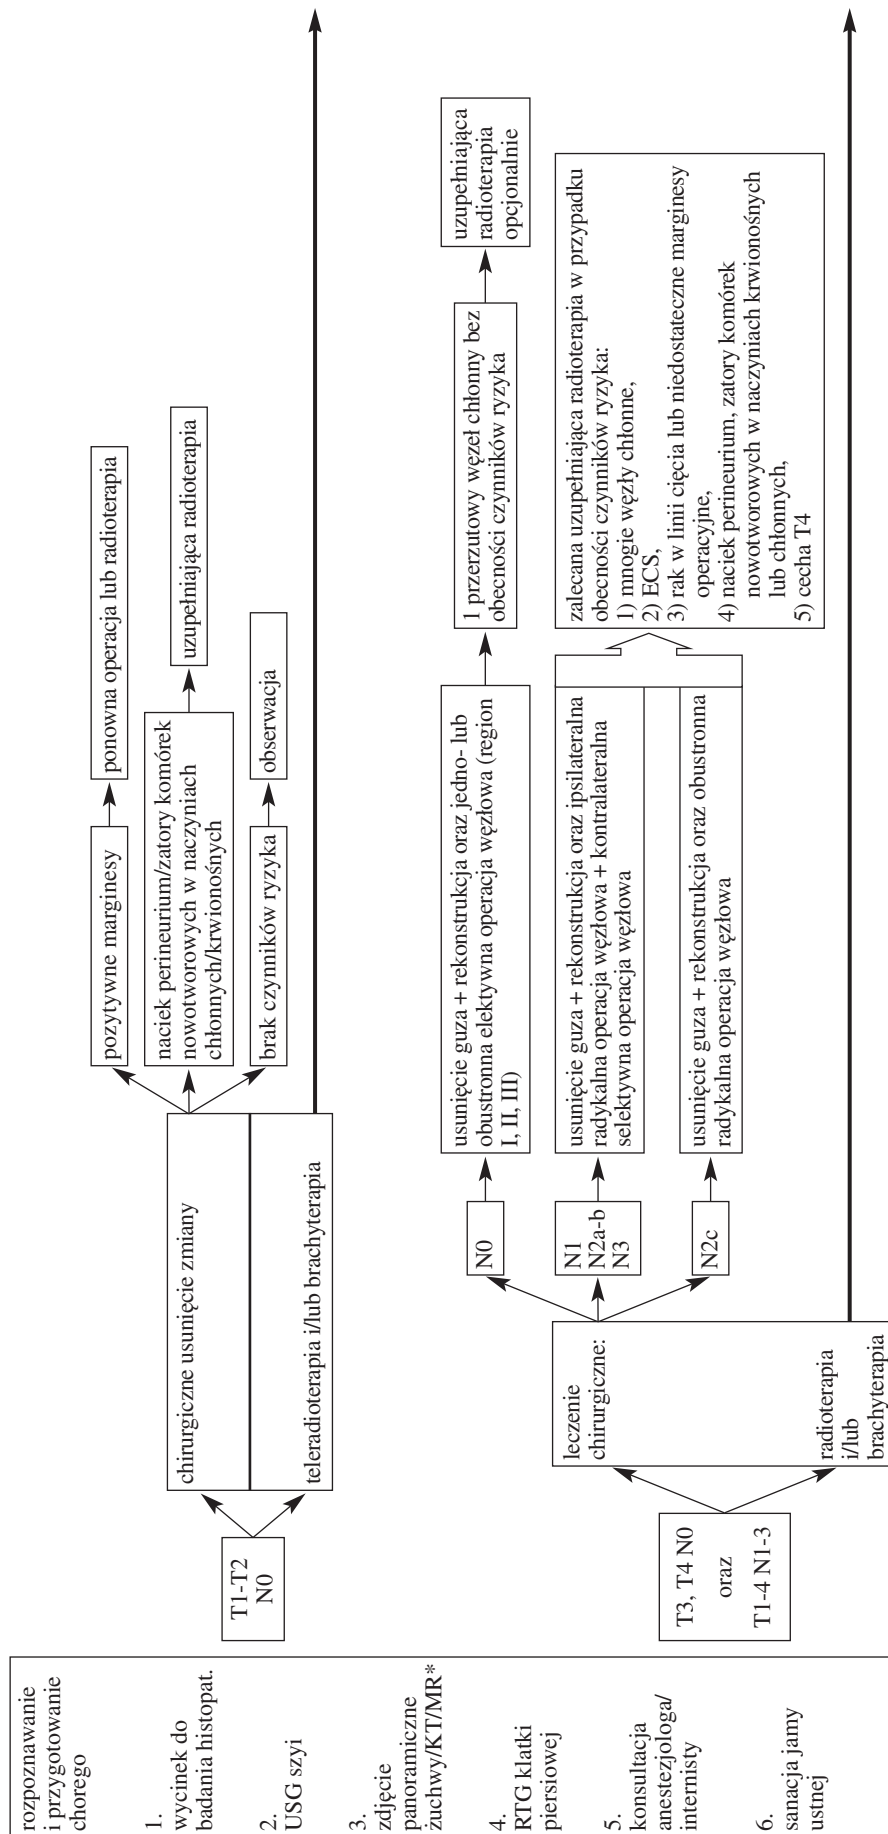 rozpoznawanie
i przygotowanie
chorego
1.
wycinek do
badania histopat.
2.
USG szyi
3.
zdjęcie
panoramiczne
żuchwy/KT/MR*
4.
RTG klatki
piersiowej
5.
konsultacja
anestezjologa/
internisty
6.
sanacja jamy
ustnej
T1-T2
N0
chirurgiczne usunięcie zmiany
teleradioterapia i/lub brachyterapia
pozytywne marginesy
ponowna operacja lub radioterapia
naciek perineurium/zatory komórek
nowotworowych w naczyniach
chłonnych/krwionośnych
uzupełniająca radioterapia
brak czynników ryzyka
obserwacja
T3, T4 N0
oraz
T1-4 N1-3
leczenie
chirurgiczne:
radioterapia
i/lub
brachyterapia
N0
usunięcie guza + rekonstrukcja oraz jedno- lub
obustronna elektywna operacja węzłowa (region
I, II, III)
1 przerzutowy węzeł chłonny bez
obecności czynników ryzyka
uzupełniająca
radioterapia
opcjonalnie
N1
N2a-b
N3
usunięcie guza + rekonstrukcja oraz ipsilateralna
radykalna operacja węzłowa + kontralateralna
selektywna operacja węzłowa
N2c
usunięcie guza + rekonstrukcja oraz obustronna
radykalna operacja węzłowa
zalecana uzupełniająca radioterapia w przypadku
obecności czynników ryzyka:
1) mnogie węzły chłonne,
2) ECS,
3) rak w linii cięcia lub niedostateczne marginesy
operacyjne,
4) naciek perineurium, zatory komórek
nowotworowych w naczyniach krwionośnych
lub chłonnych,
5) cecha T4